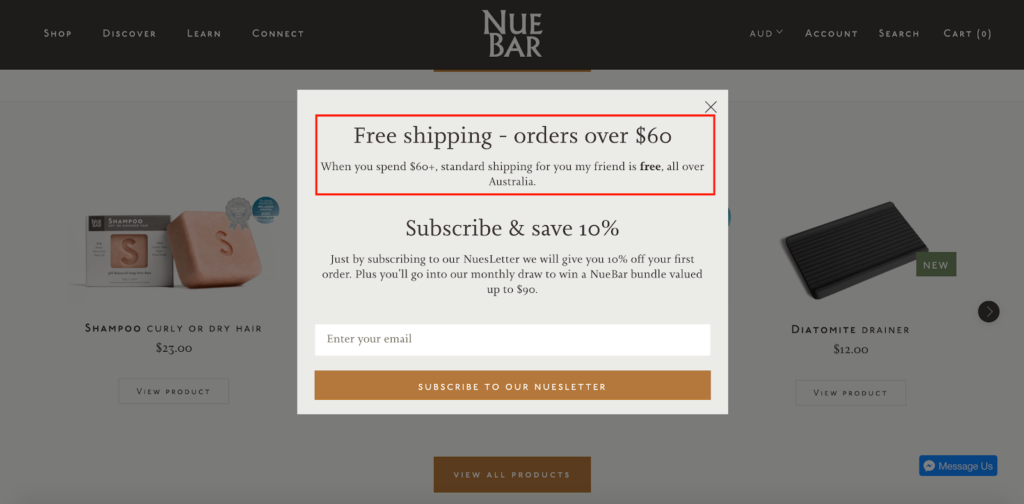 Shop Discover Learn Connect
NUE
BAR
AUD Account Search Cart (0)
Free shipping - orders over $60
When you spend $60+, standard shipping for you my friend is free, all over
Australia.
Subscribe & save 10%
Just by subscribing to our NuesLetter we will give you 10% off your first
order. Plus you'll go into our monthly draw to win a NueBar bundle valued
up to $90.
Enter your email
SUBSCRIBE TO OUR NUESLETTER
NUE
BAR
SHAMPOO
S
S
NEW
SHAMPOO CURLY OR DRY HAIR
$23.00
VIEW PRODUCT
DIATOMITE DRAINER
$12.00
VIEW PRODUCT
VIEW ALL PRODUCTS
Message Us